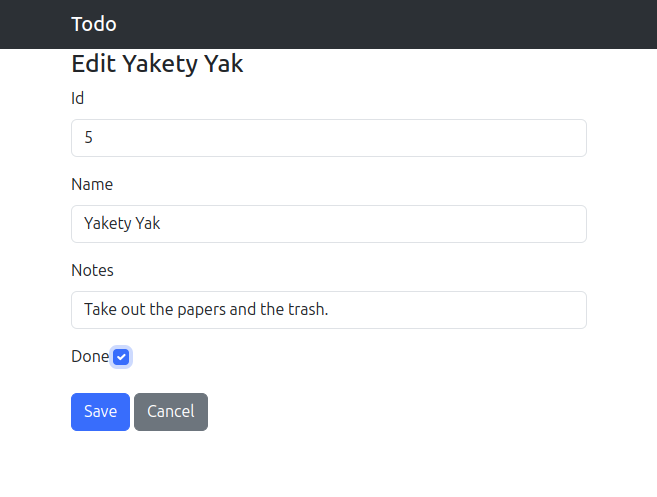 Todo
Edit Yakety Yak
Id
5
Name
Yakety Yak
Notes
Take out the papers and the trash.
Done
Save Cancel